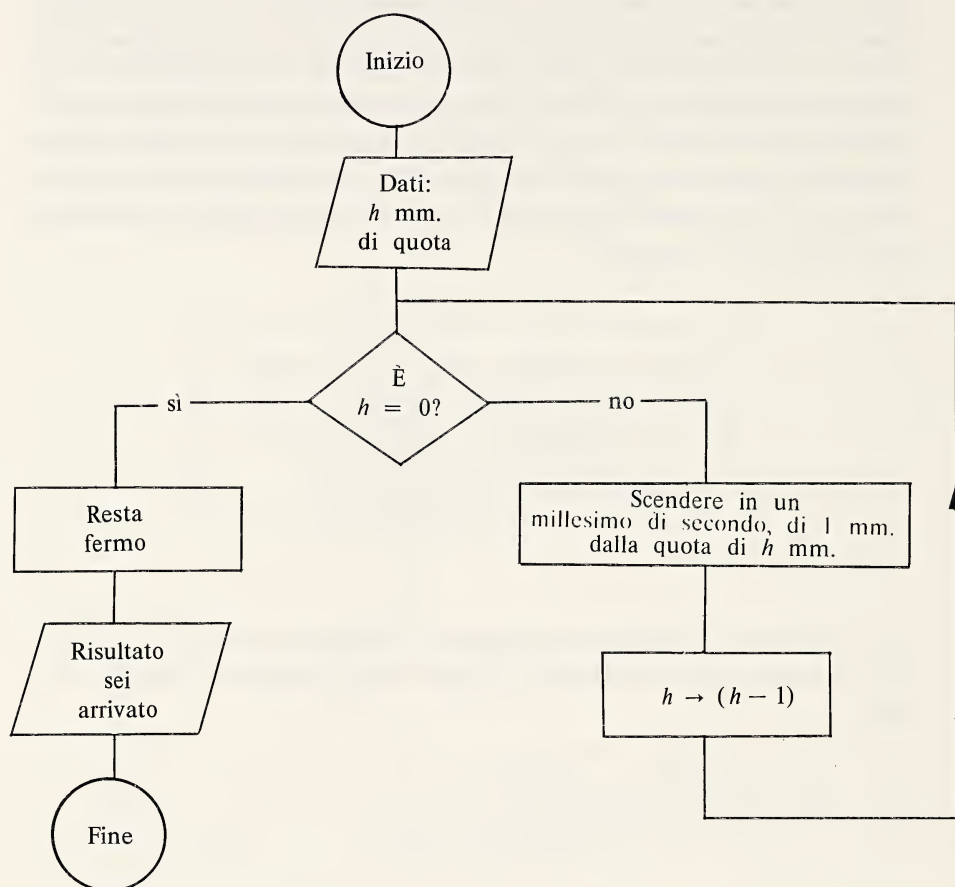 Inizio
Dati:
h mm.
di quota
È
h = 0?
sì
no
Resta
fermo
Scendere in un
millesimo di secondo, di 1 mm.
dalla quota di h mm.
Risultato
sei
arrivato
h → (h − 1)
Fine